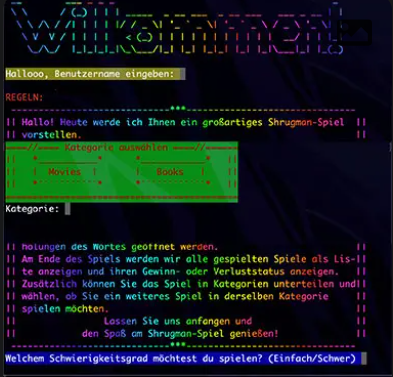 Willkommen!
Hallooo, Benutzername eingeben:
REGELN:
Hallo! Heute werde ich Ihnen ein großartiges Shrugman-Spiel
vorstellen.
Kategorie auswählen
Movies Books
Kategorie:
holungen des Wortes geöffnet werden.
Am Ende des Spiels werden wir alle gespielten Spiele als Lis-
te anzeigen und ihren Gewinn- oder Verluststatus anzeigen.
Zusätzlich können Sie das Spiel in Kategorien unterteilen und
wählen, ob Sie ein weiteres Spiel in derselben Kategorie
spielen möchten.
Lassen Sie uns anfangen und
den Spaß am Shrugman-Spiel genießen!
Welchem Schwierigkeitsgrad möchtest du spielen? (Einfach/Schwer)